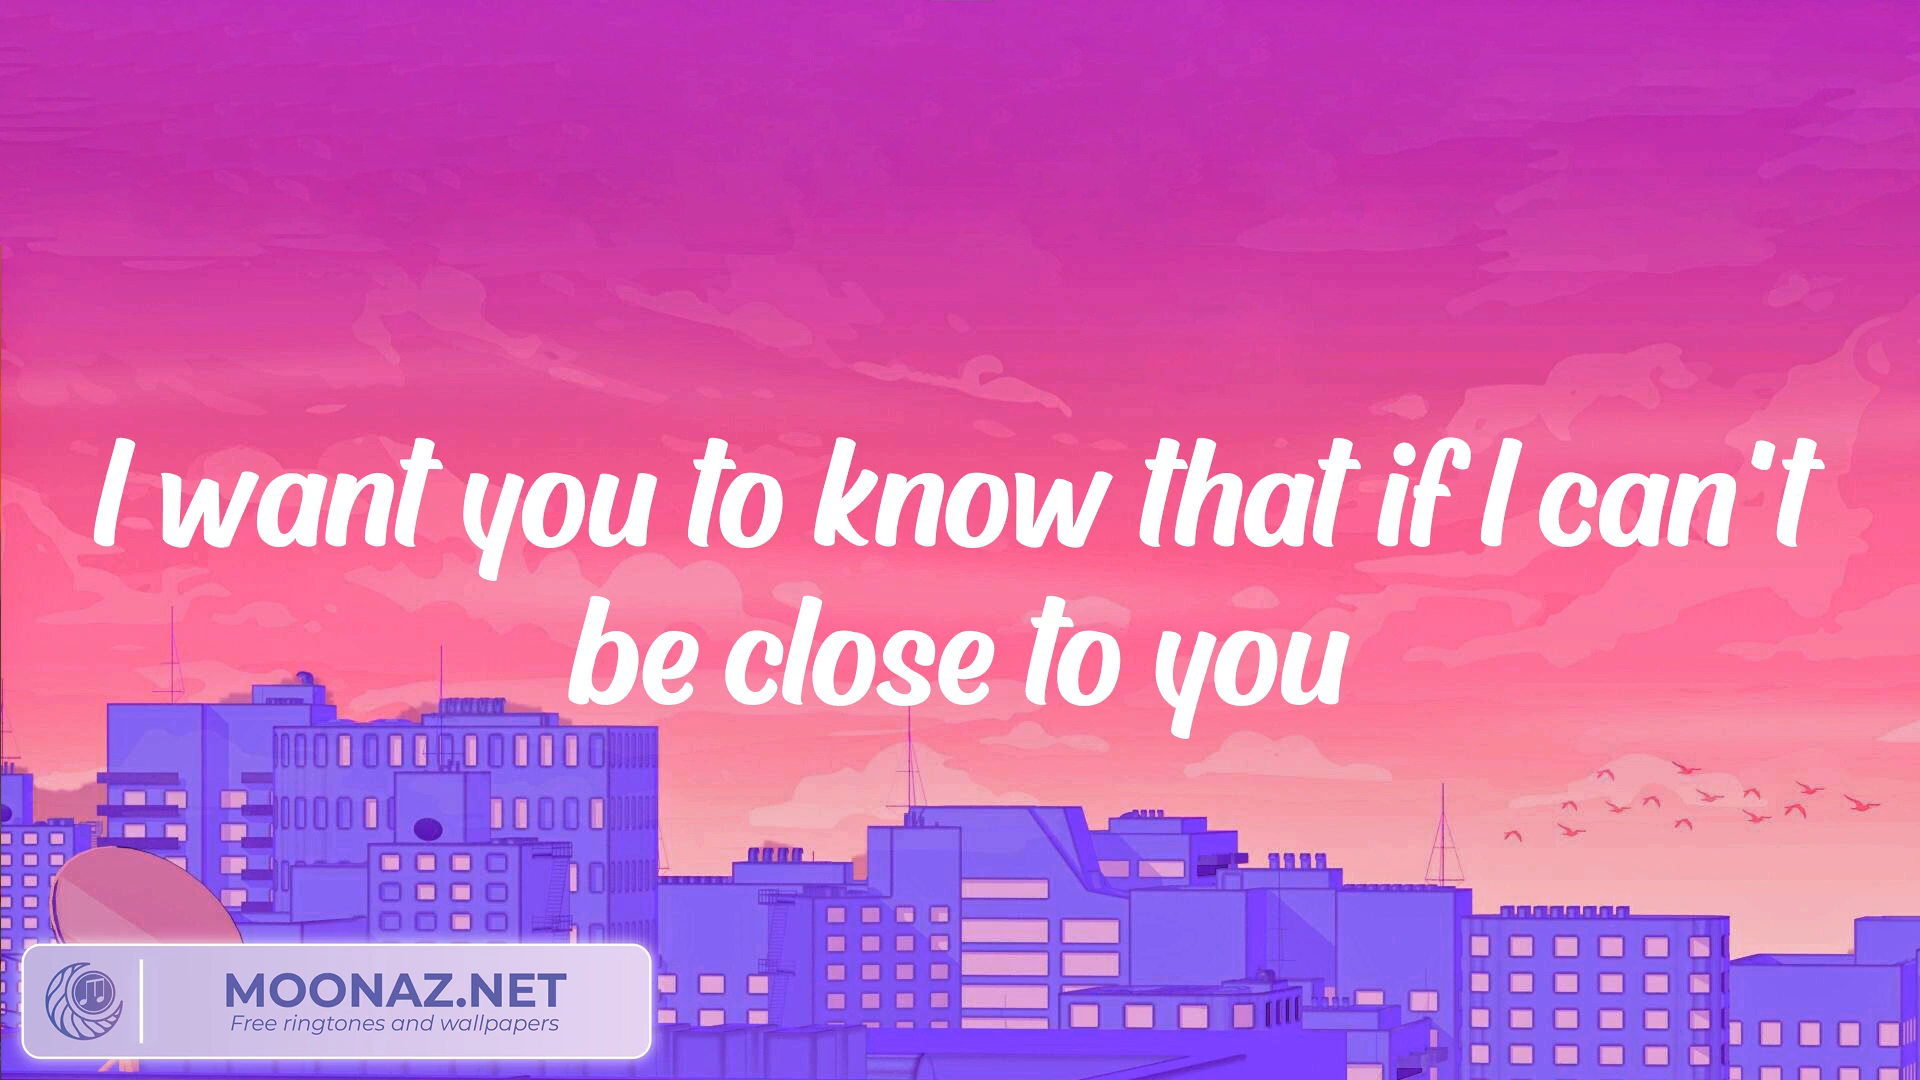 I want you to know that if I can't
be close to you
MOONAZ.NET
Free ringtones and wallpapers